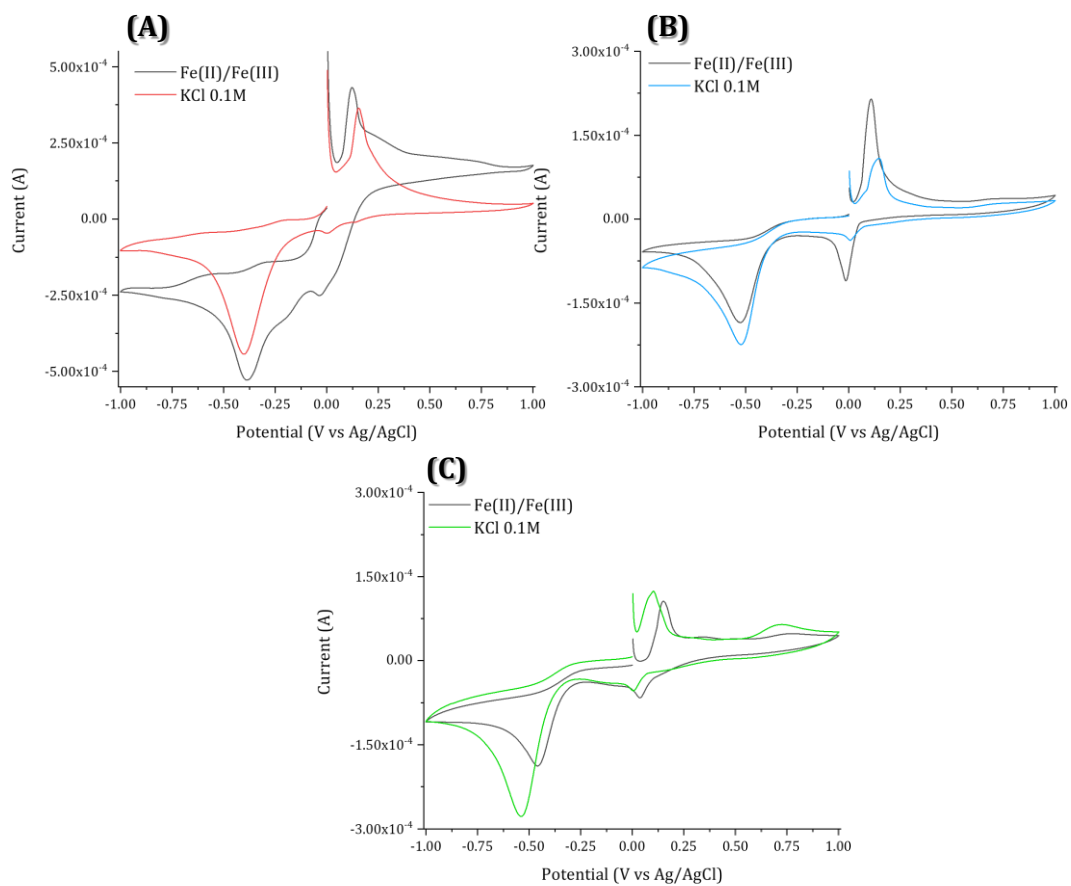 (A)
5.00x10⁻⁴
2.50x10⁻⁴
0.00
-2.50x10⁻⁴
-5.00x10⁻⁴
Current (A)
Fe(II)/Fe(III)
KCl 0.1M
-1.00 -0.75 -0.50 -0.25 0.00 0.25 0.50 0.75 1.00
Potential (V vs Ag/AgCl)
(B)
3.00x10⁻⁴
1.50x10⁻⁴
0.00
-1.50x10⁻⁴
-3.00x10⁻⁴
Current (A)
Fe(II)/Fe(III)
KCl 0.1M
-1.00 -0.75 -0.50 -0.25 0.00 0.25 0.50 0.75 1.00
Potential (V vs Ag/AgCl)
(C)
3.00x10⁻⁴
1.50x10⁻⁴
0.00
-1.50x10⁻⁴
-3.00x10⁻⁴
Current (A)
Fe(II)/Fe(III)
KCl 0.1M
-1.00 -0.75 -0.50 -0.25 0.00 0.25 0.50 0.75 1.00
Potential (V vs Ag/AgCl)